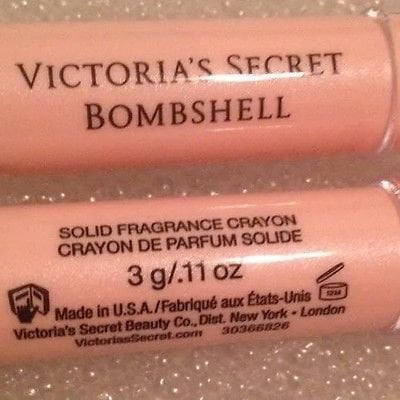 VICTORIA'S SECRET
BOMBSHELL
SOLID FRAGRANCE CRAYON
CRAYON DE PARFUM SOLIDE
3 g/.11 oz
Made in U.S.A./Fabriqué aux États-Unis 12M
Victoria's Secret Beauty Co., Dist. New York • London
VictoriasSecret.com 30366826